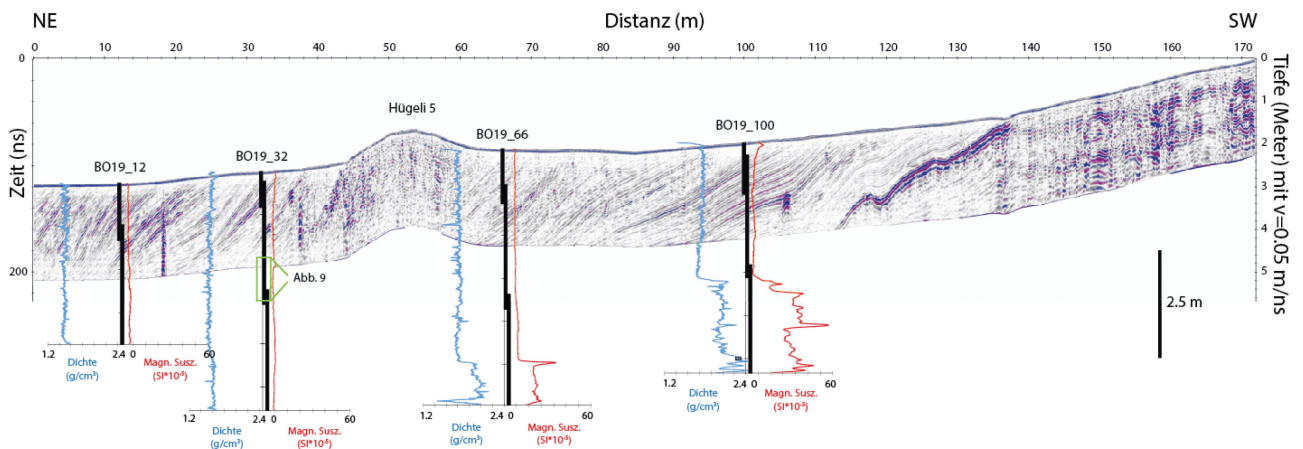 NE
Distanz (m)
SW
0 10 20 30 40 50 60 70 80 90 100 110 120 130 140 150 160 170
0
200
Zeit (ns)
0
1
2
3
4
5
Tiefe (Meter) mit v=0.05 m/ns
Hügeli 5
BO19_12
BO19_32
BO19_66
BO19_100
Abb. 9
2.5 m
1.2 2.4 0 60
Dichte
(g/cm³)
Magn. Susz.
(SI*10⁻⁵)
1.2 2.4 0 60
Dichte
(g/cm³)
Magn. Susz.
(SI*10⁻⁵)
1.2 2.4 0 60
Dichte
(g/cm³)
Magn. Susz.
(SI*10⁻⁵)
1.2 2.4 0 60
Dichte
(g/cm³)
Magn. Susz.
(SI*10⁻⁵)